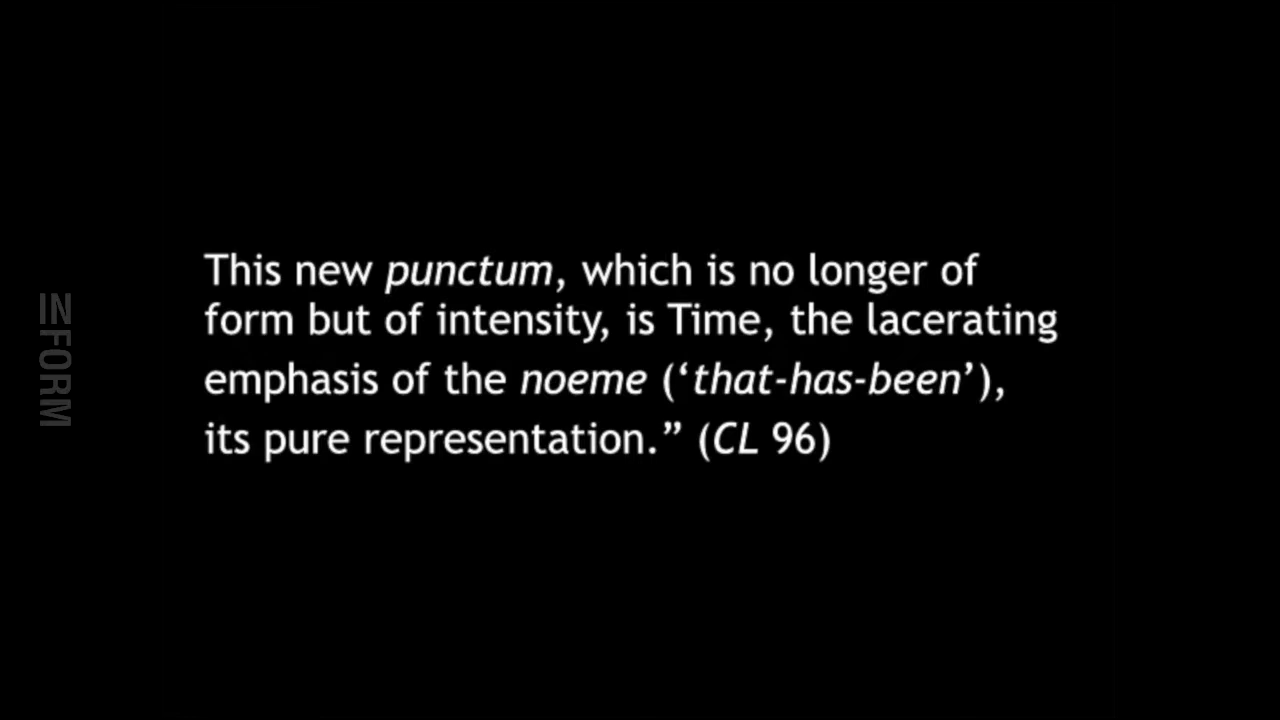 This new punctum, which is no longer of
form but of intensity, is Time, the lacerating
emphasis of the noeme (‘that-has-been’),
its pure representation.” (CL 96)
INFORM